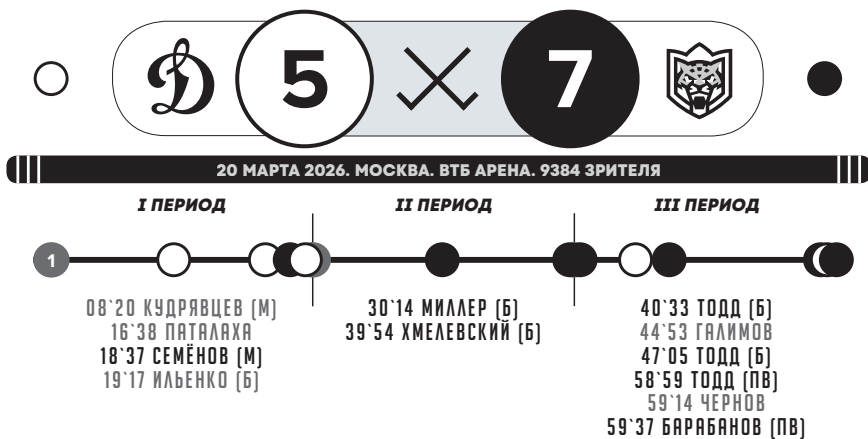 5 7
20 МАРТА 2026. МОСКВА. ВТБ АРЕНА. 9384 ЗРИТЕЛЯ
I ПЕРИОД
II ПЕРИОД
III ПЕРИОД
1
08`20 КУДРЯВЦЕВ (М)
16`38 ПАТАЛАХА
18`37 СЕМЁНОВ (М)
19`17 ИЛЬЕНКО (Б)
30`14 МИЛЛЕР (Б)
39`54 ХМЕЛЕВСКИЙ (Б)
40`33 ТОДД (Б)
44`53 ГАЛИМОВ
47`05 ТОДД (Б)
58`59 ТОДД (ПВ)
59`14 ЧЕРНОВ
59`37 БАРАБАНОВ (ПВ)